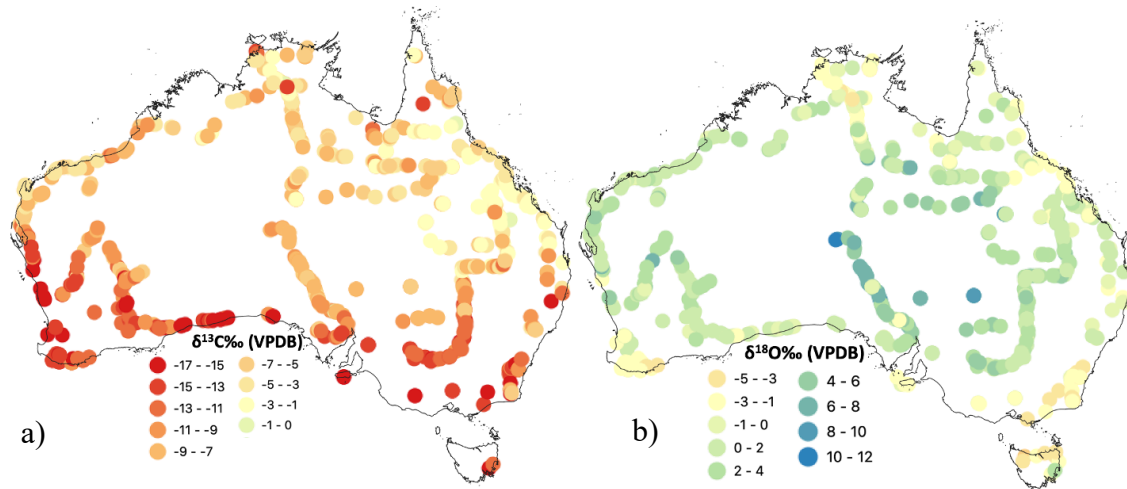 δ¹³C‰ (VPDB)
-17 - -15
-15 - -13
-13 - -11
-11 - -9
-9 - -7
-7 - -5
-5 - -3
-3 - -1
-1 - 0
a)
δ¹⁸O‰ (VPDB)
-5 - -3
-3 - -1
-1 - 0
0 - 2
2 - 4
4 - 6
6 - 8
8 - 10
10 - 12
b)